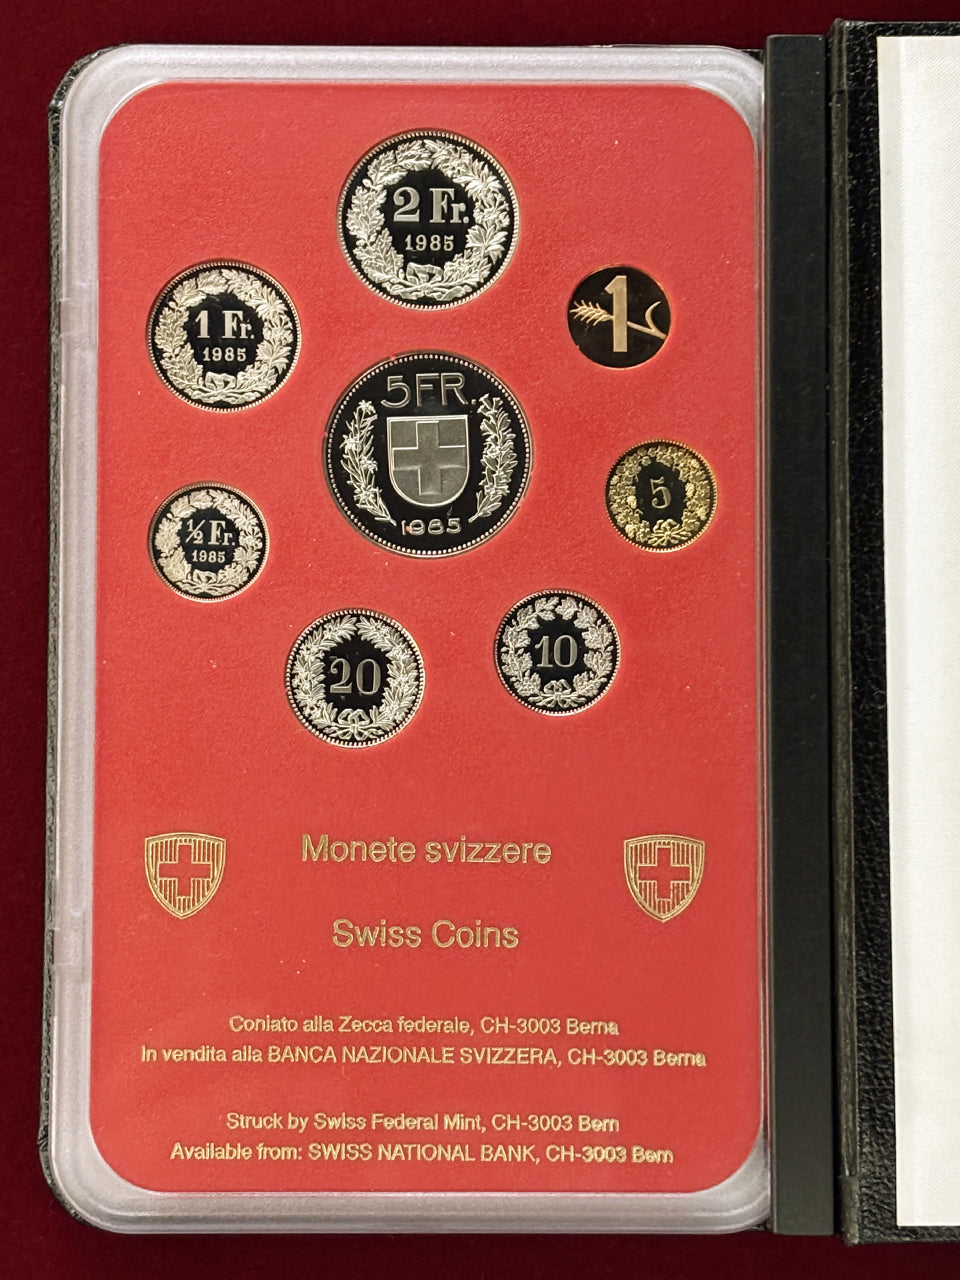 2 Fr.
1985
1 Fr.
1985
1
5 FR.
1985
5
½ Fr.
1985
20
10
Monete svizzere
Swiss Coins
Coniato alla Zecca federale, CH-3003 Berna
In vendita alla BANCA NAZIONALE SVIZZERA, CH-3003 Berna
Struck by Swiss Federal Mint, CH-3003 Bern
Available from: SWISS NATIONAL BANK, CH-3003 Bern